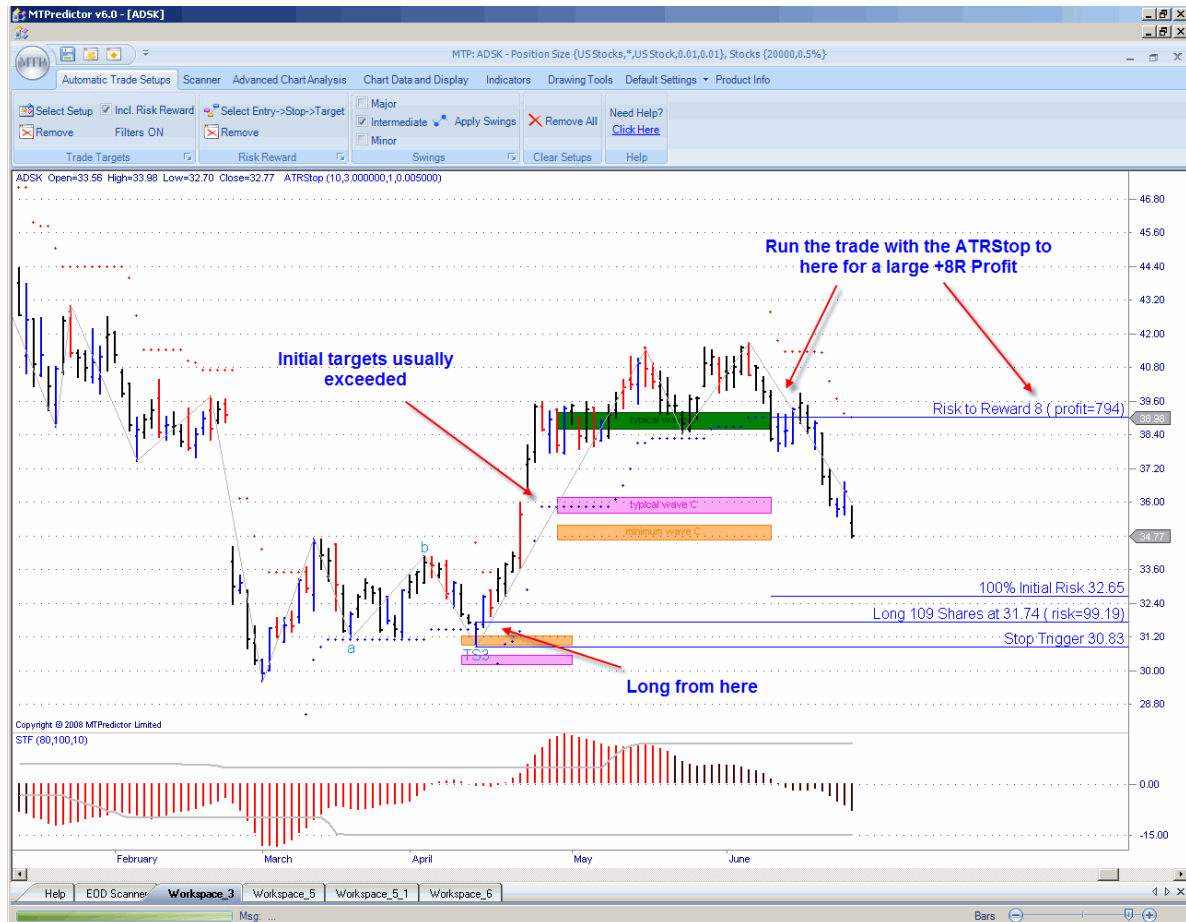 MTPredictor v6.0 - [ADSK]
MTP
MTP: ADSK - Position Size {US Stocks,*,US Stock,0.01,0.01}, Stocks {20000,0.5%}
Automatic Trade Setups Scanner Advanced Chart Analysis Chart Data and Display Indicators Drawing Tools Default Settings Product Info
Select Setup Incl. Risk Reward Select Entry->Stop->Target Major Need Help?
Intermediate Apply Swings Remove All
Remove Filters ON Remove Click Here
Minor
Trade Targets Risk Reward Swings Clear Setups Help
ADSK Open=33.56 High=33.98 Low=32.70 Close=32.77 ATRStop (10,3.000000,1,0.005000)
46.80
45.60
Run the trade with the ATRStop to
here for a large +8R Profit
44.40
43.20
42.00
Initial targets usually
exceeded
40.80
39.60
Risk to Reward 8 ( profit=794)
38.98
typical wave
38.40
37.20
36.00
typical wave C
minimum wave C
34.77
b
33.60
100% Initial Risk 32.65
32.40
Long 109 Shares at 31.74 ( risk=99.19)
31.20
a
Stop Trigger 30.83
TS3
30.00
Long from here
28.80
Copyright © 2008 MTPredictor Limited
STF (80,100,10)
0.00
-15.00
February March April May June
Help EOD Scanner Workspace_3 Workspace_5 Workspace_5_1 Workspace_6
Msg: ... Bars